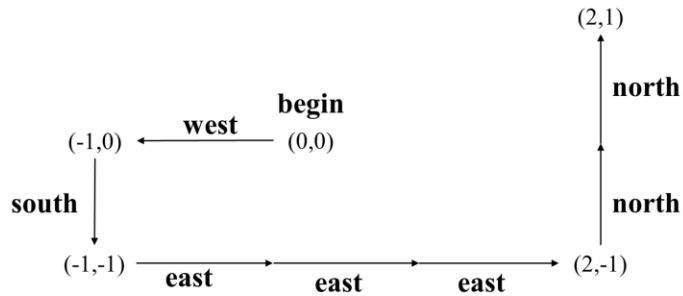 (2,1)
north
begin
west
(-1,0)
(0,0)
south
north
(-1,-1)
(2,-1)
east
east
east